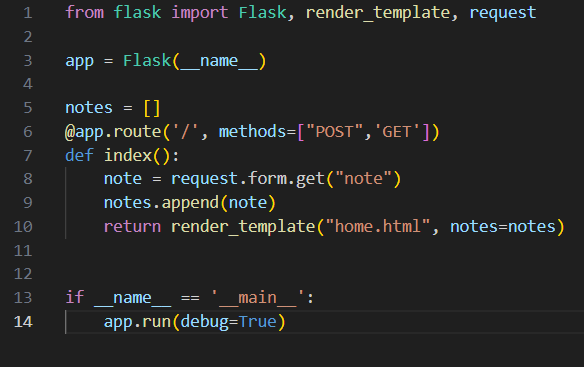 1 from flask import Flask, render_template, request
2
3 app = Flask(__name__)
4
5 notes = []
6 @app.route('/', methods=["POST",'GET'])
7 def index():
8     note = request.form.get("note")
9     notes.append(note)
10     return render_template("home.html", notes=notes)
11
12
13 if __name__ == '__main__':
14     app.run(debug=True)